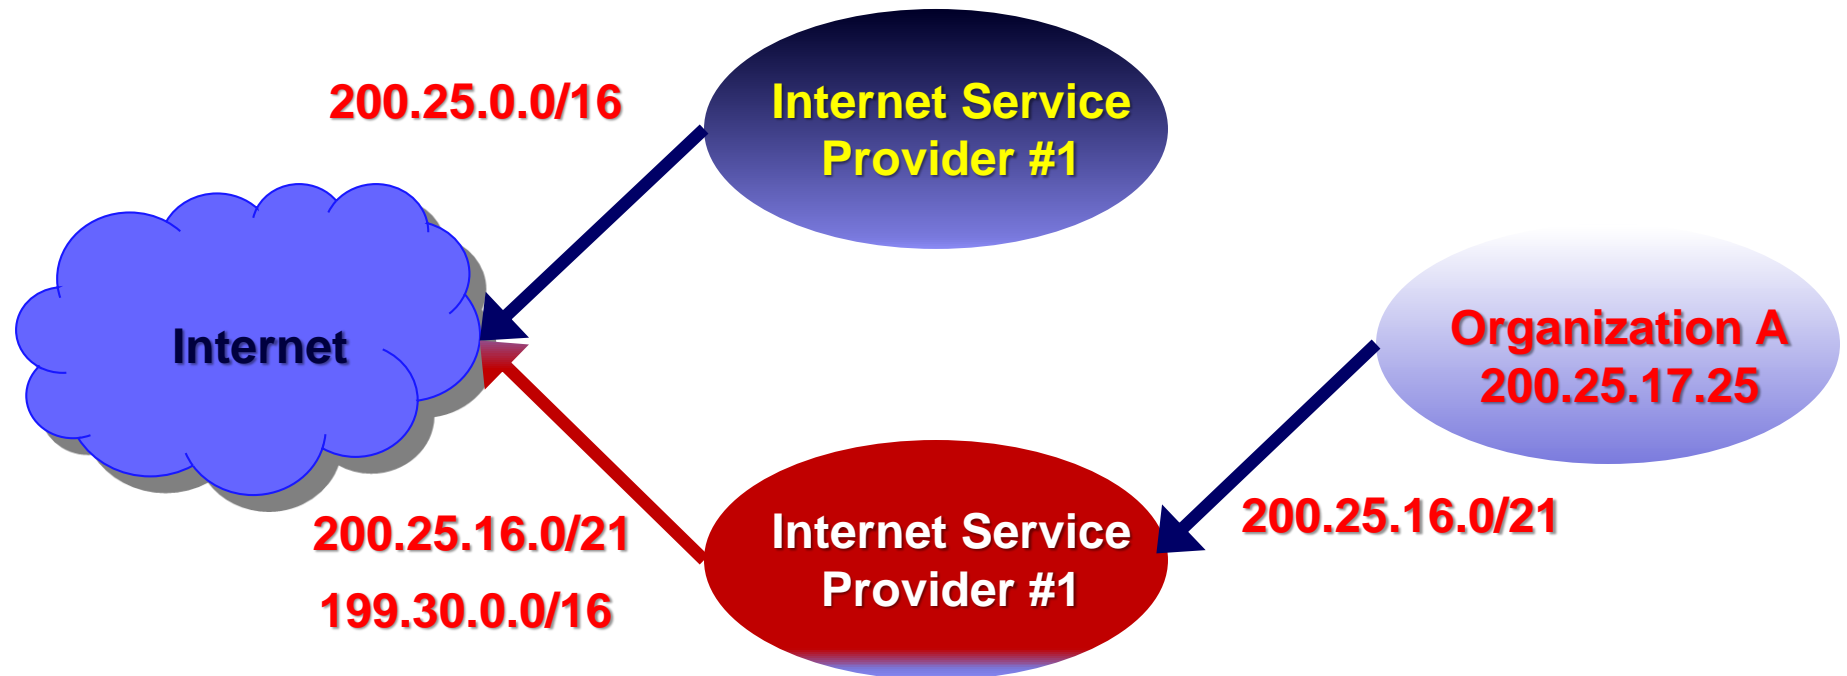 200.25.0.0/16
Internet Service
Provider #1
Internet
Organization A
200.25.17.25
200.25.16.0/21
199.30.0.0/16
Internet Service
Provider #1
200.25.16.0/21